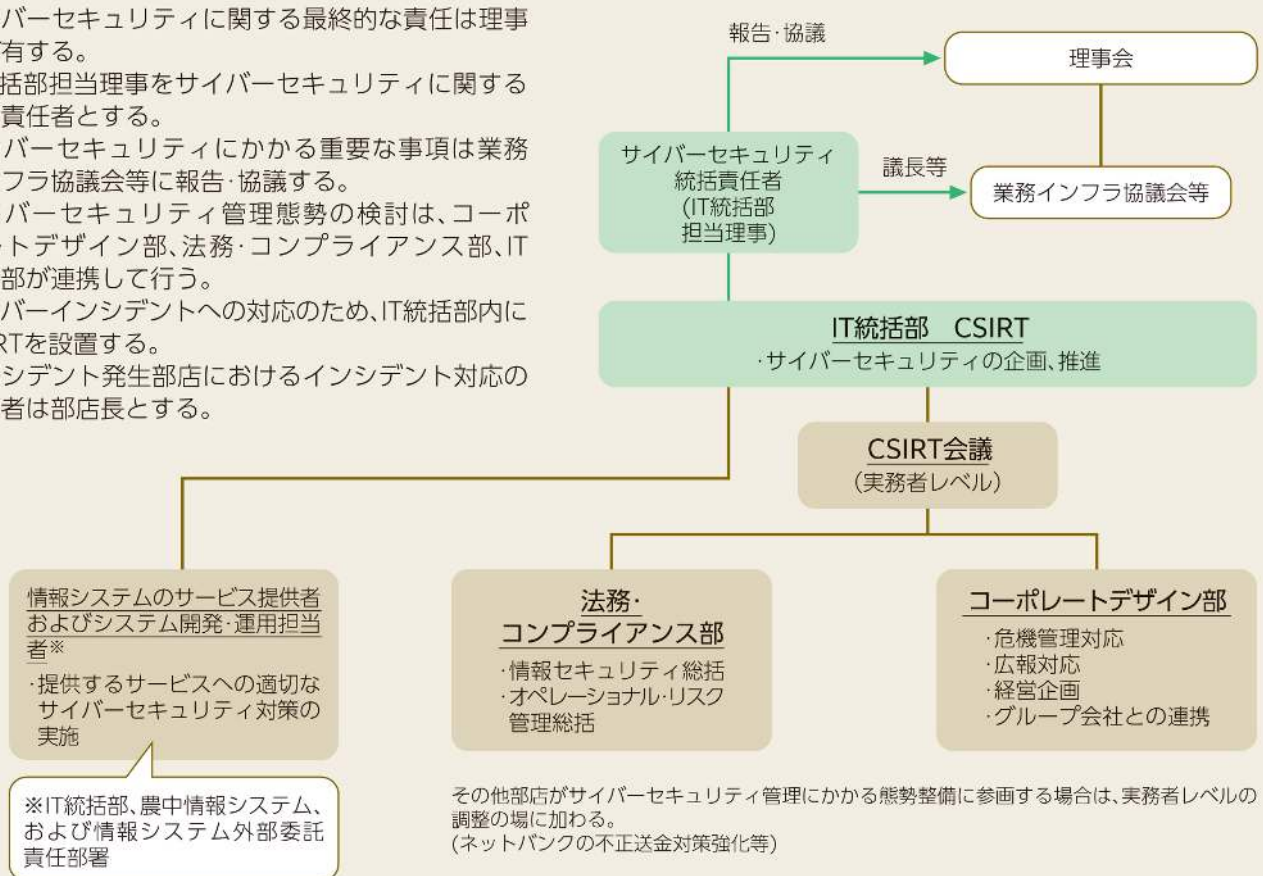 バーセキュリティに関する最終的な責任は理事
有する。
括部担当理事をサイバーセキュリティに関する
責任者とする。
バーセキュリティにかかる重要な事項は業務
フラ協議会等に報告・協議する。
バーセキュリティ管理態勢の検討は、コーポ
トデザイン部、法務・コンプライアンス部、IT
部が連携して行う。
バーインシデントへの対応のため、IT統括部内に
RTを設置する。
シデント発生部店におけるインシデント対応の
者は部店長とする。
報告・協議
理事会
サイバーセキュリティ
統括責任者
(IT統括部
担当理事)
議長等
業務インフラ協議会等
IT統括部 CSIRT
・サイバーセキュリティの企画、推進
CSIRT会議
(実務者レベル)
情報システムのサービス提供者
およびシステム開発・運用担当
者※
・提供するサービスへの適切な
サイバーセキュリティ対策の
実施
※IT統括部、農中情報システム、
および情報システム外部委託
責任部署
法務・
コンプライアンス部
・情報セキュリティ総括
・オペレーショナル・リスク
管理総括
コーポレートデザイン部
・危機管理対応
・広報対応
・経営企画
・グループ会社との連携
その他部店がサイバーセキュリティ管理にかかる態勢整備に参画する場合は、実務者レベルの
調整の場に加わる。
(ネットバンクの不正送金対策強化等)